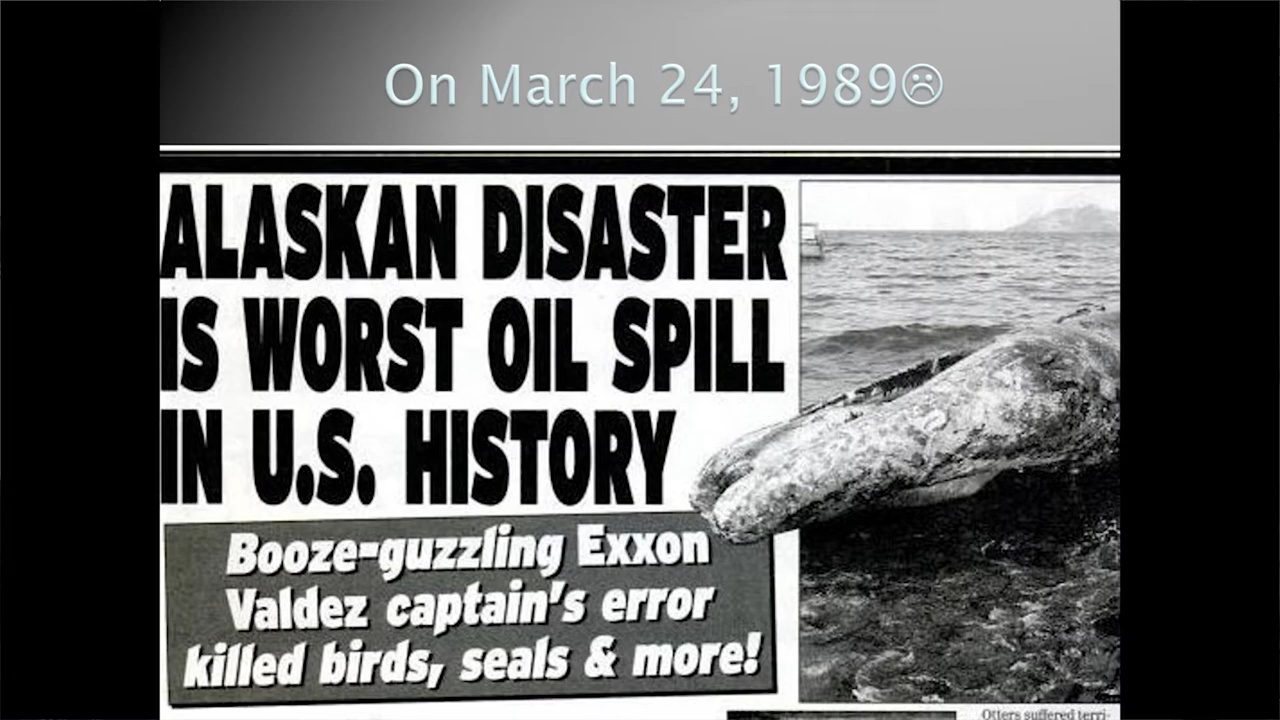 On March 24, 1989☹
ALASKAN DISASTER
IS WORST OIL SPILL
IN U.S. HISTORY
Booze-guzzling Exxon
Valdez captain's error
killed birds, seals & more!
Otters suffered terri-